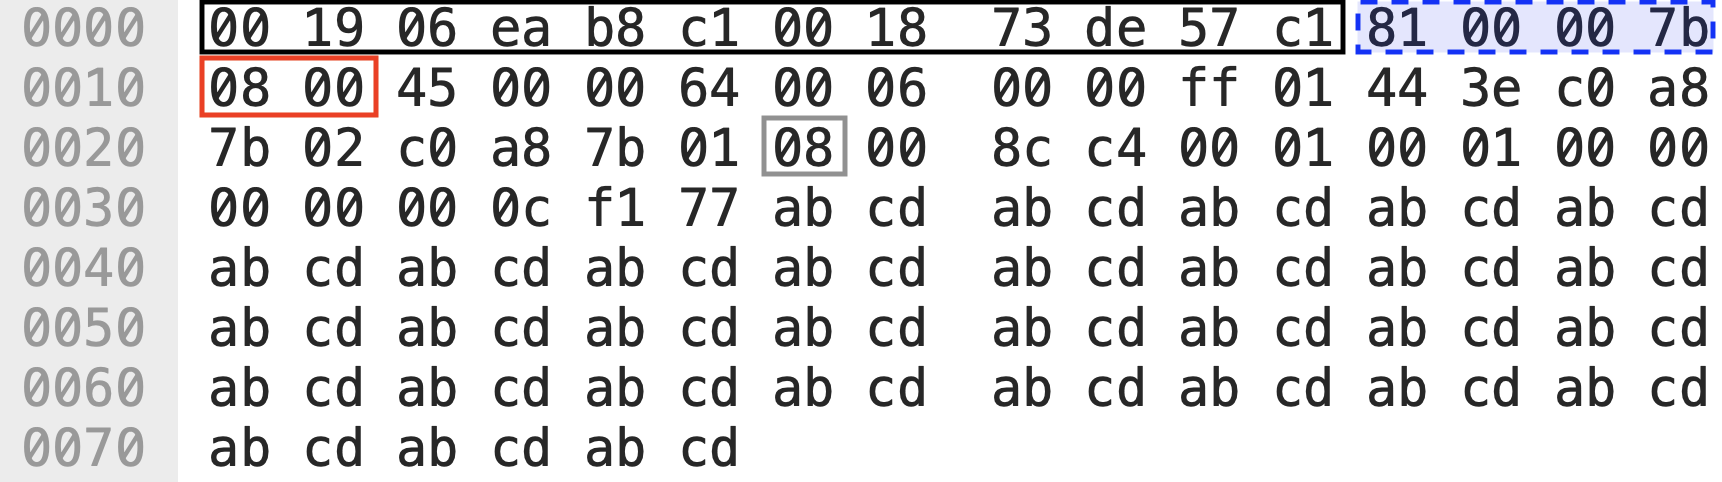 0000 00 19 06 ea b8 c1 00 18 73 de 57 c1 81 00 00 7b
0010 08 00 45 00 00 64 00 06 00 00 ff 01 44 3e c0 a8
0020 7b 02 c0 a8 7b 01 08 00 8c c4 00 01 00 01 00 00
0030 00 00 00 0c f1 77 ab cd ab cd ab cd ab cd ab cd
0040 ab cd ab cd ab cd ab cd ab cd ab cd ab cd ab cd
0050 ab cd ab cd ab cd ab cd ab cd ab cd ab cd ab cd
0060 ab cd ab cd ab cd ab cd ab cd ab cd ab cd ab cd
0070 ab cd ab cd ab cd